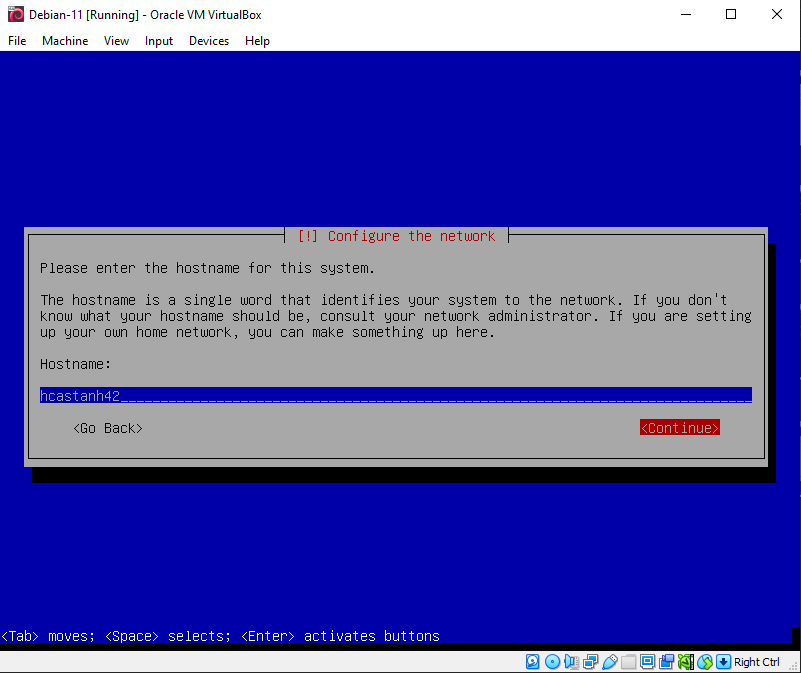 Debian-11 [Running] - Oracle VM VirtualBox
File Machine View Input Devices Help
[!] Configure the network
Please enter the hostname for this system.
The hostname is a single word that identifies your system to the network. If you don't
know what your hostname should be, consult your network administrator. If you are setting
up your own home network, you can make something up here.
Hostname:
hcastanh42
<Go Back> <Continue>
<Tab> moves; <Space> selects; <Enter> activates buttons
Right Ctrl